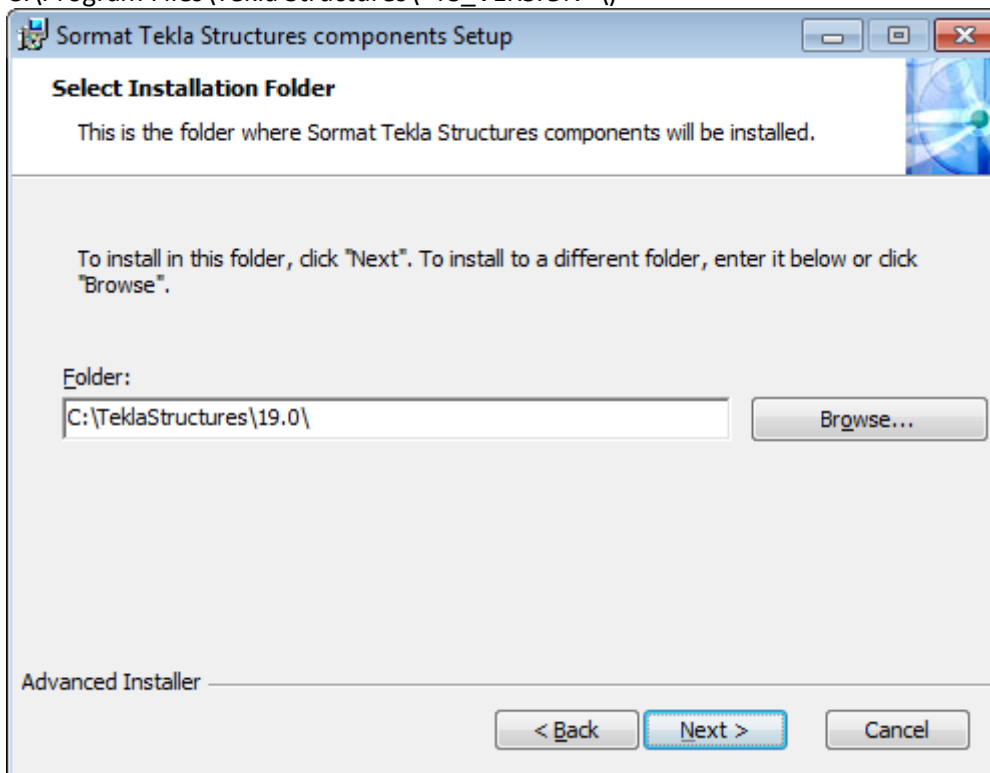 Sormat Tekla Structures components Setup
Select Installation Folder
This is the folder where Sormat Tekla Structures components will be installed.
To install in this folder, click "Next". To install to a different folder, enter it below or click
"Browse".
Folder:
C:\TeklaStructures\19.0\
Browse...
Advanced Installer
< Back
Next >
Cancel